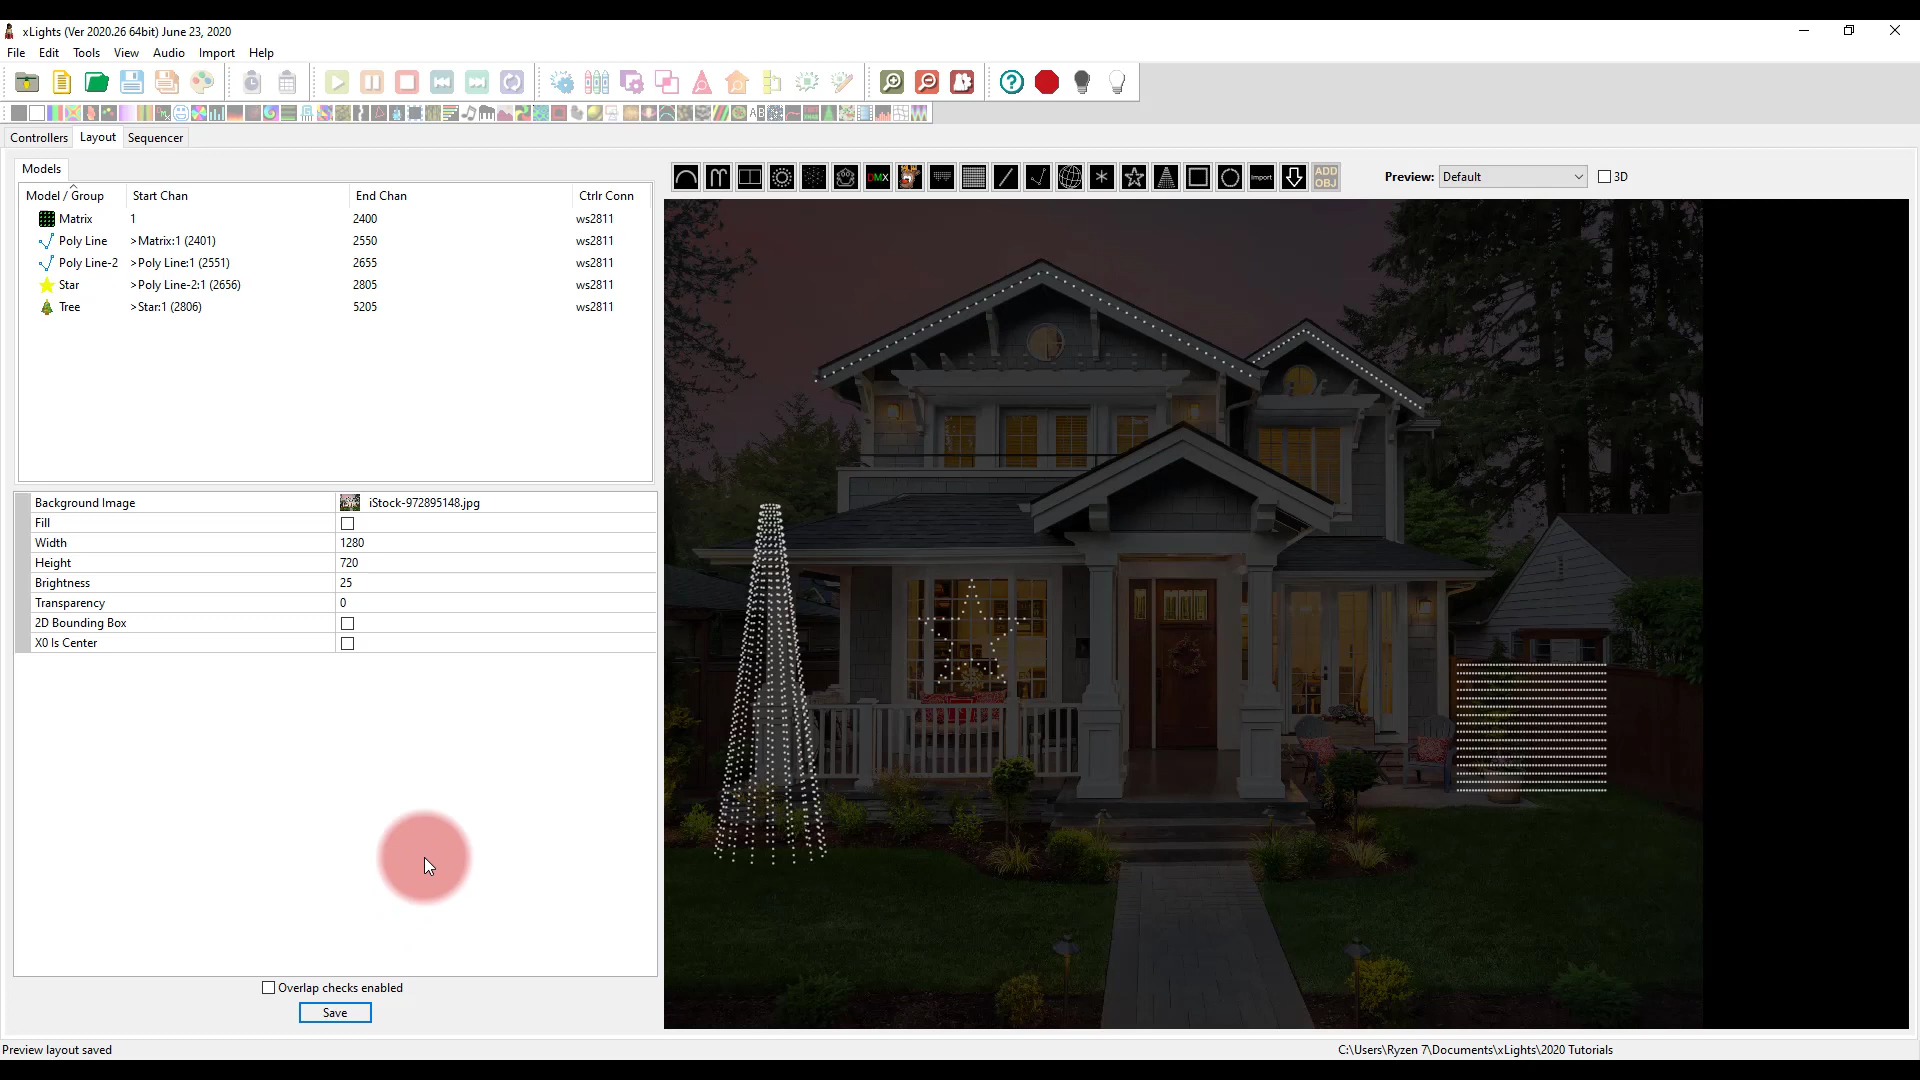 xLights (Ver 2020.26 64bit) June 23, 2020
File Edit Tools View Audio Import Help
AB
Controllers Layout Sequencer
Models
DMX
Import
ADD
OBJ
Preview: Default 3D
Model / Group Start Chan End Chan Ctrlr Conn
Matrix 1 2400 ws2811
Poly Line >Matrix:1 (2401) 2550 ws2811
Poly Line-2 >Poly Line:1 (2551) 2655 ws2811
Star >Poly Line-2:1 (2656) 2805 ws2811
Tree >Star:1 (2806) 5205 ws2811
Background Image iStock-972895148.jpg
Fill
Width 1280
Height 720
Brightness 25
Transparency 0
2D Bounding Box
X0 Is Center
Overlap checks enabled
Save
Preview layout saved
C:\Users\Ryzen 7\Documents\xLights\2020 Tutorials